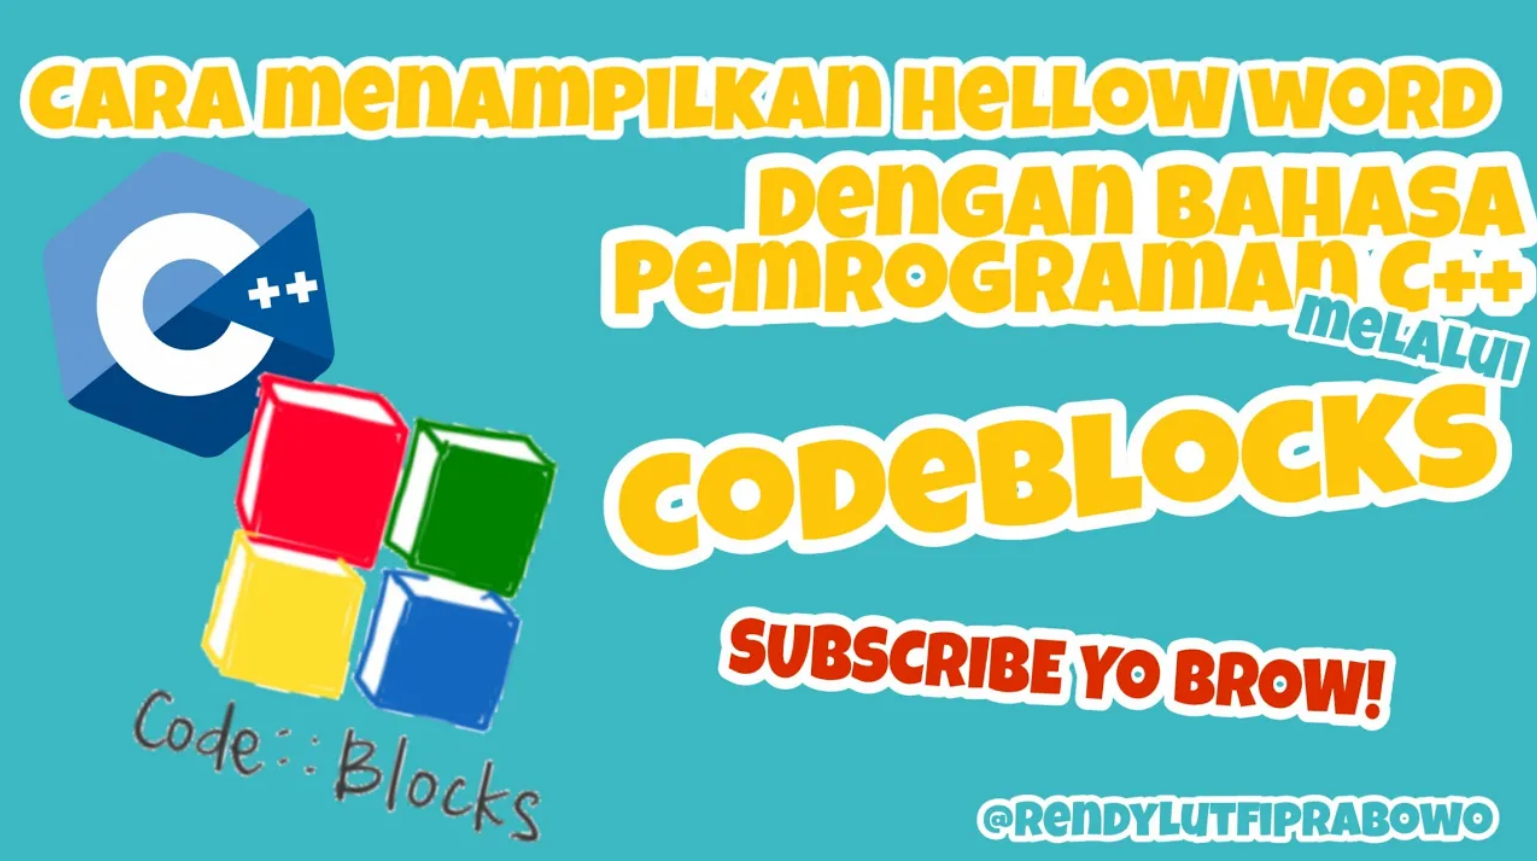 CARA MENAMPILKAN HELLOW WORD
DENGAN BAHASA
PEMROGRAMAN C++
MELALUI
CODEBLOCKS
C++
Code::Blocks
SUBSCRIBE YO BROW!
@RENDYLUTFIPRABOWO